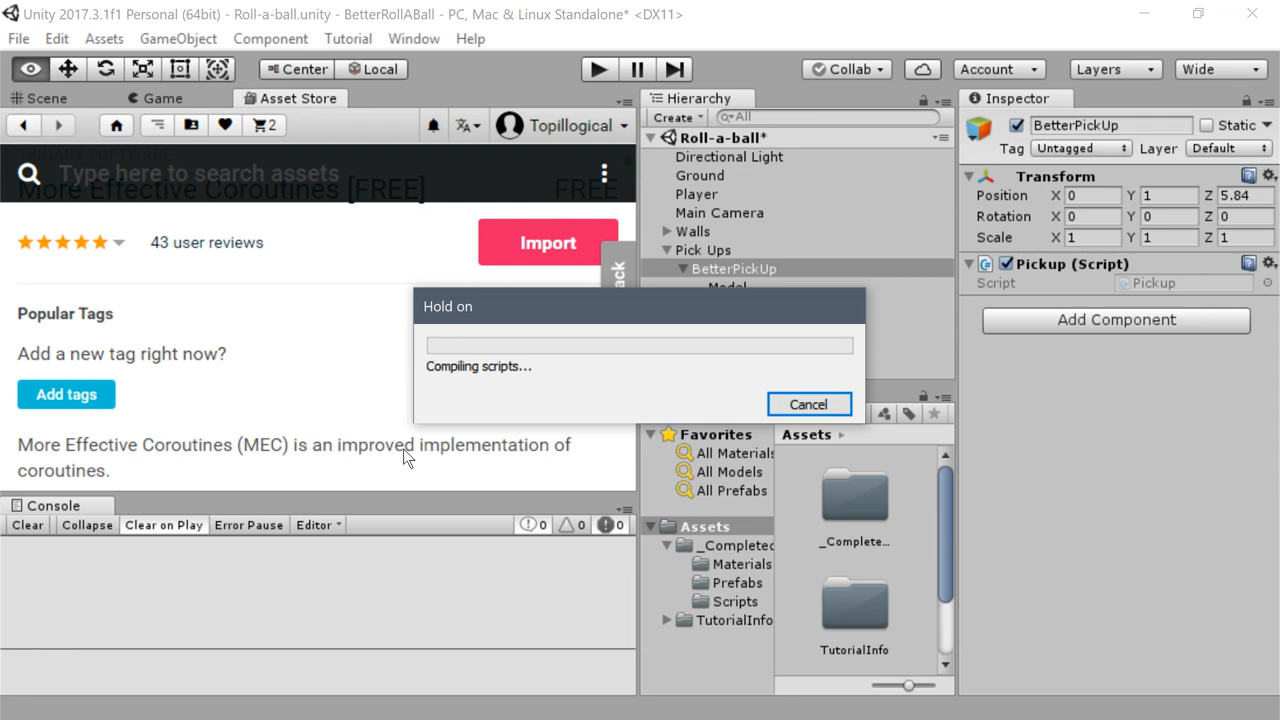 Unity 2017.3.1f1 Personal (64bit) - Roll-a-ball.unity - BetterRollABall - PC, Mac & Linux Standalone* <DX11>
File Edit Assets GameObject Component Tutorial Window Help
Center Local Collab Account Layers Wide
Scene Game Asset Store Hierarchy Inspector
2 Topillogical
Create All
BetterPickUp Static
Roll-a-ball*
Tag Untagged Layer Default
Directional Light
Ground
Player
Main Camera
Walls
Pick Ups
BetterPickUp
Model
Transform
Position X 0 Y 1 Z 5.84
Rotation X 0 Y 0 Z 0
Scale X 1 Y 1 Z 1
Pickup (Script)
Script Pickup
Add Component
Type here to search assets
More Effective Coroutines [FREE] FREE
43 user reviews
Import
ack
Popular Tags
Add a new tag right now?
Add tags
More Effective Coroutines (MEC) is an improved implementation of
coroutines.
Hold on
Compiling scripts...
Cancel
Favorites
All Materials
All Models
All Prefabs
Assets
_Completed
Materials
Prefabs
Scripts
TutorialInfo
Assets
_Complete...
TutorialInfo
Console
Clear Collapse Clear on Play Error Pause Editor 0 0 0